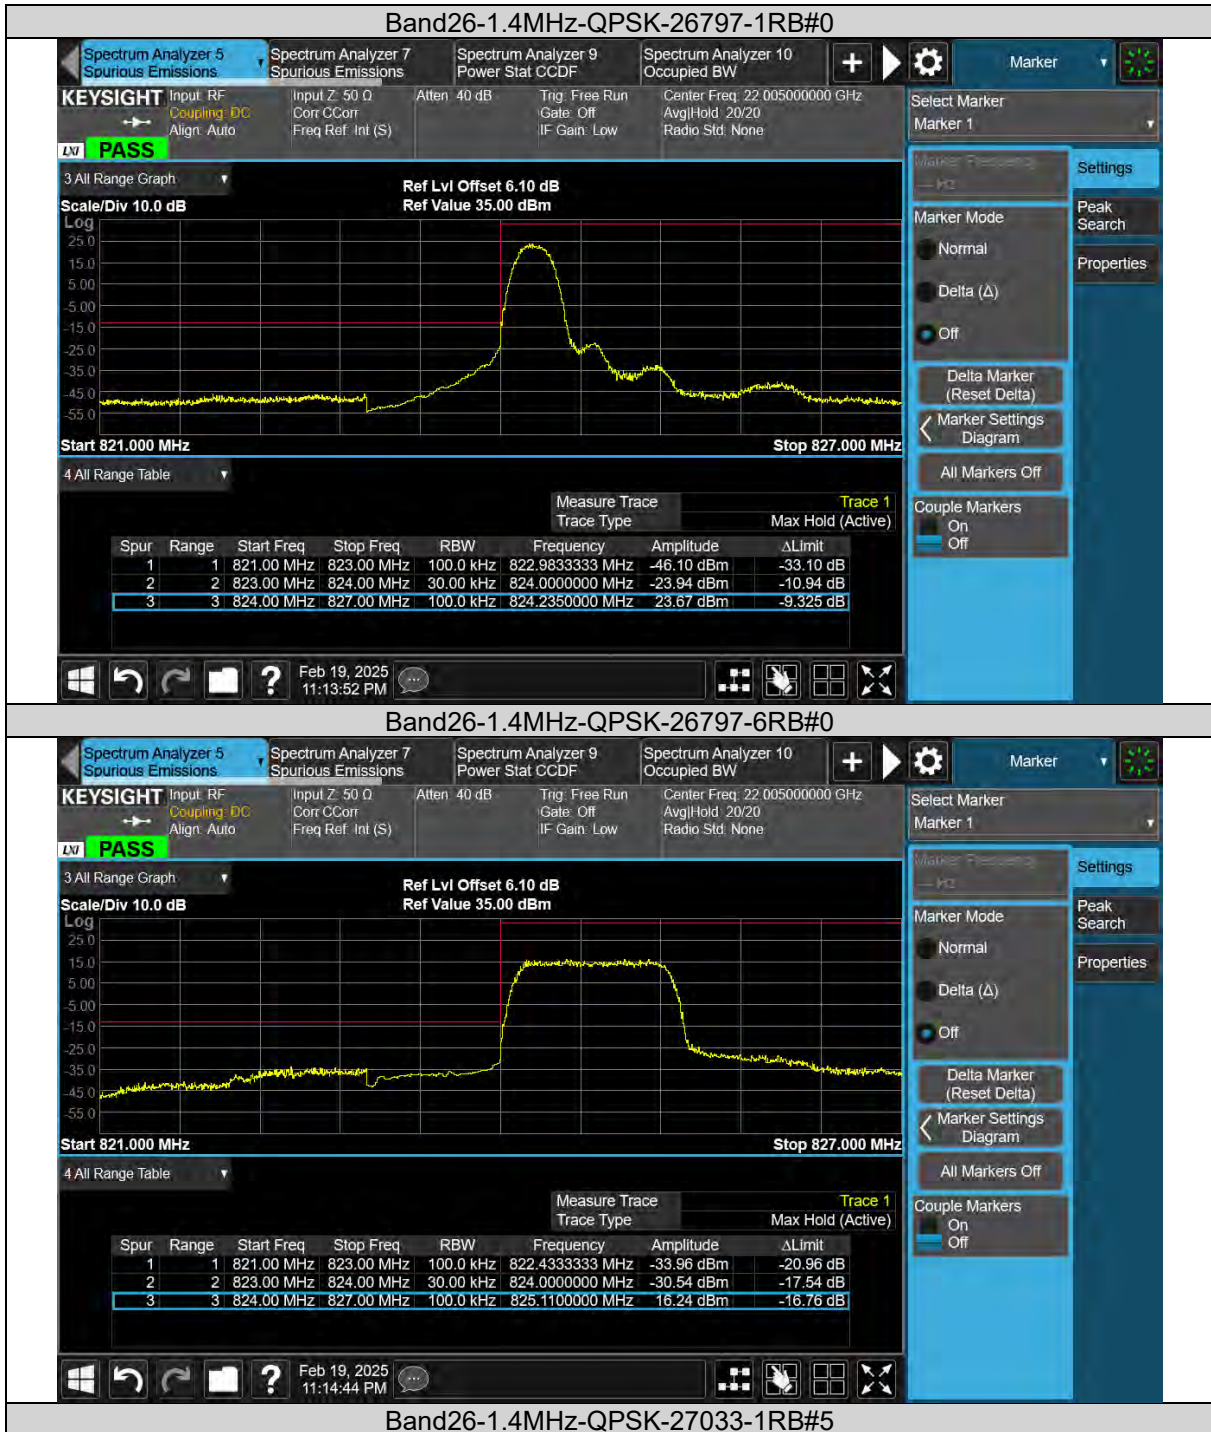 Band26-1.4MHz-QPSK-26797-1RB#0
Spectrum Analyzer 5 Spectrum Analyzer 7 Spectrum Analyzer 9 Spectrum Analyzer 10 + Marker
Spurious Emissions Spurious Emissions Power Stat CCDF Occupied BW
KEYSIGHT Input: RF Input Z: 50 Ω Atten: 40 dB Trig: Free Run Center Freq: 22.005000000 GHz Select Marker
Coupling: DC Corr CCorr Gate: Off Avg|Hold: 20/20 Marker 1
Align: Auto Freq Ref: Int (S) IF Gain: Low Radio Std: None
LXI PASS
Marker Frequency Settings
--- Hz
3 All Range Graph Ref Lvl Offset 6.10 dB
Scale/Div 10.0 dB Ref Value 35.00 dBm
Marker Mode Peak Search
Log
25.0 Normal
15.0 Properties
5.00 Delta (Δ)
-5.00
-15.0 Off
-25.0
-35.0 Delta Marker
-45.0 (Reset Delta)
-55.0 Marker Settings
Start 821.000 MHz Stop 827.000 MHz Diagram
4 All Range Table All Markers Off
Measure Trace Trace 1 Couple Markers
Trace Type Max Hold (Active) On
Off
Spur Range Start Freq Stop Freq RBW Frequency Amplitude ΔLimit
1 1 821.00 MHz 823.00 MHz 100.0 kHz 822.9833333 MHz -46.10 dBm -33.10 dB
2 2 823.00 MHz 824.00 MHz 30.00 kHz 824.0000000 MHz -23.94 dBm -10.94 dB
3 3 824.00 MHz 827.00 MHz 100.0 kHz 824.2350000 MHz 23.67 dBm -9.325 dB
? Feb 19, 2025
11:13:52 PM
Band26-1.4MHz-QPSK-26797-6RB#0
Spectrum Analyzer 5 Spectrum Analyzer 7 Spectrum Analyzer 9 Spectrum Analyzer 10 + Marker
Spurious Emissions Spurious Emissions Power Stat CCDF Occupied BW
KEYSIGHT Input: RF Input Z: 50 Ω Atten: 40 dB Trig: Free Run Center Freq: 22.005000000 GHz Select Marker
Coupling: DC Corr CCorr Gate: Off Avg|Hold: 20/20 Marker 1
Align: Auto Freq Ref: Int (S) IF Gain: Low Radio Std: None
LXI PASS
Marker Frequency Settings
--- Hz
3 All Range Graph Ref Lvl Offset 6.10 dB
Scale/Div 10.0 dB Ref Value 35.00 dBm
Marker Mode Peak Search
Log
25.0 Normal
15.0 Properties
5.00 Delta (Δ)
-5.00
-15.0 Off
-25.0
-35.0 Delta Marker
-45.0 (Reset Delta)
-55.0 Marker Settings
Start 821.000 MHz Stop 827.000 MHz Diagram
4 All Range Table All Markers Off
Measure Trace Trace 1 Couple Markers
Trace Type Max Hold (Active) On
Off
Spur Range Start Freq Stop Freq RBW Frequency Amplitude ΔLimit
1 1 821.00 MHz 823.00 MHz 100.0 kHz 822.4333333 MHz -33.96 dBm -20.96 dB
2 2 823.00 MHz 824.00 MHz 30.00 kHz 824.0000000 MHz -30.54 dBm -17.54 dB
3 3 824.00 MHz 827.00 MHz 100.0 kHz 825.1100000 MHz 16.24 dBm -16.76 dB
? Feb 19, 2025
11:14:44 PM
Band26-1.4MHz-QPSK-27033-1RB#5